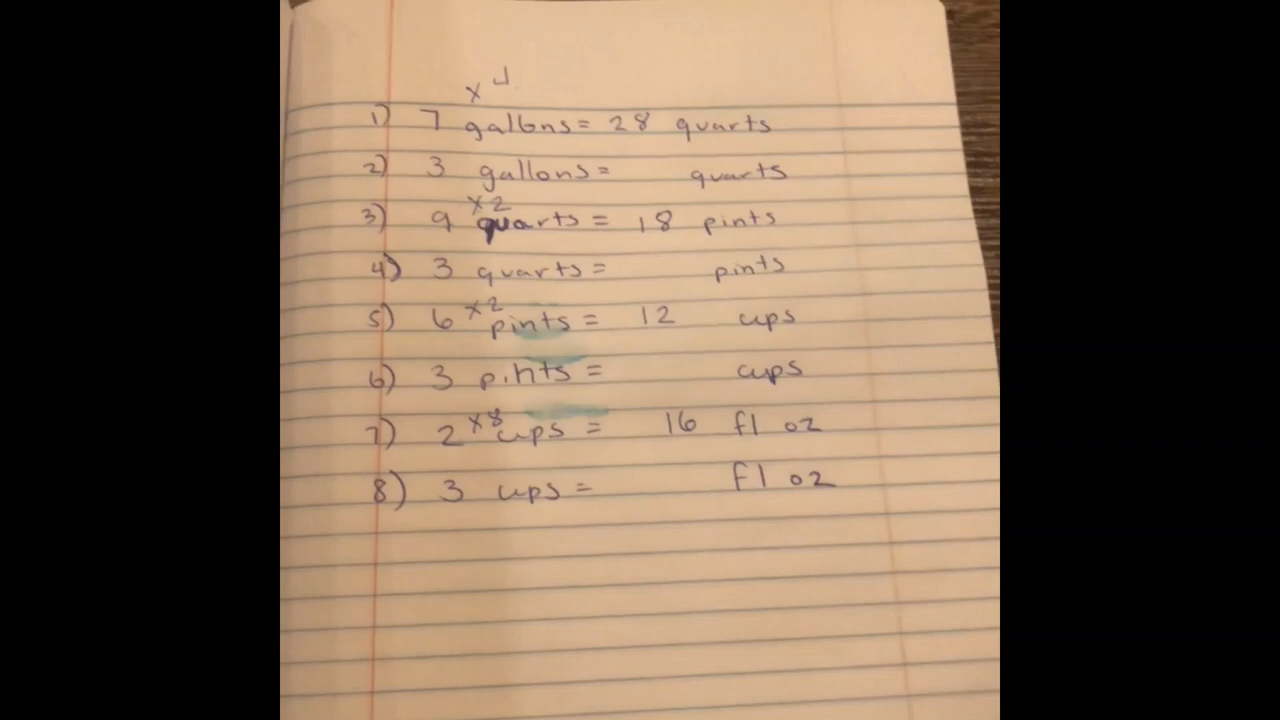 x 4
1) 7 gallons = 28 quarts
2) 3 gallons = quarts
x2
3) 9 quarts = 18 pints
4) 3 quarts = pints
x2
5) 6 pints = 12 cups
6) 3 pints = cups
x8
7) 2 cups = 16 fl oz
8) 3 cups = fl oz